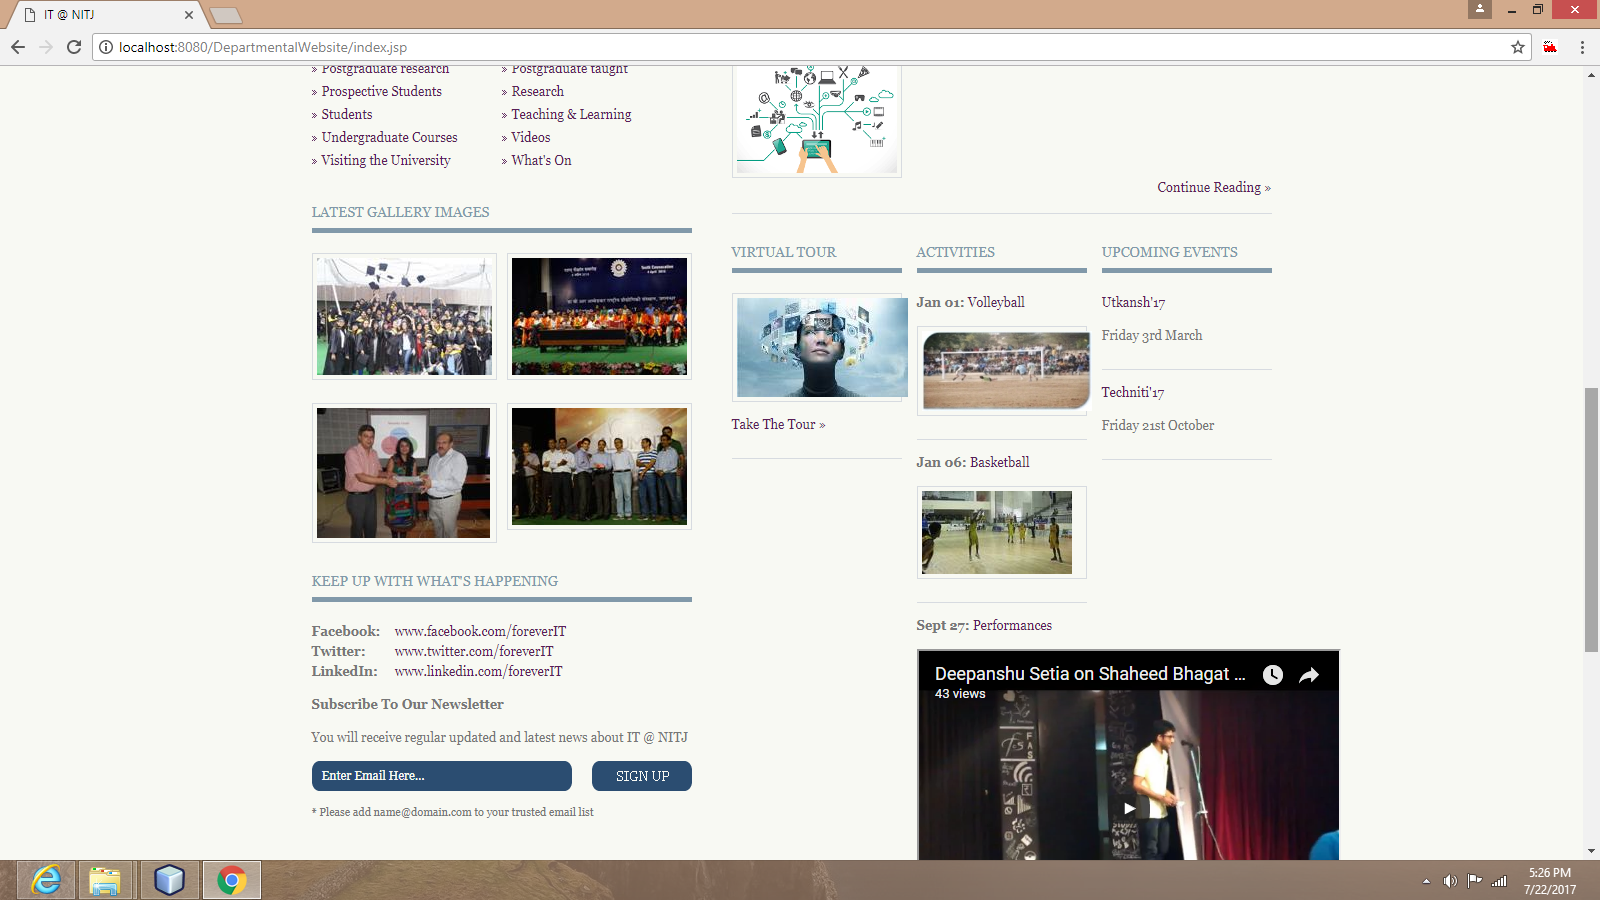 IT @ NITJ
localhost:8080/DepartmentalWebsite/index.jsp
» Postgraduate research
» Postgraduate taught
» Prospective Students
» Research
» Students
» Teaching & Learning
» Undergraduate Courses
» Videos
» Visiting the University
» What's On
Continue Reading »
LATEST GALLERY IMAGES
VIRTUAL TOUR
Take The Tour »
ACTIVITIES
Jan 01: Volleyball
Jan 06: Basketball
Sept 27: Performances
Deepanshu Setia on Shaheed Bhagat ...
43 views
UPCOMING EVENTS
Utkansh'17
Friday 3rd March
Techniti'17
Friday 21st October
KEEP UP WITH WHAT'S HAPPENING
Facebook: www.facebook.com/foreverIT
Twitter: www.twitter.com/foreverIT
LinkedIn: www.linkedin.com/foreverIT
Subscribe To Our Newsletter
You will receive regular updated and latest news about IT @ NITJ
Enter Email Here...
SIGN UP
* Please add name@domain.com to your trusted email list
5:26 PM
7/22/2017